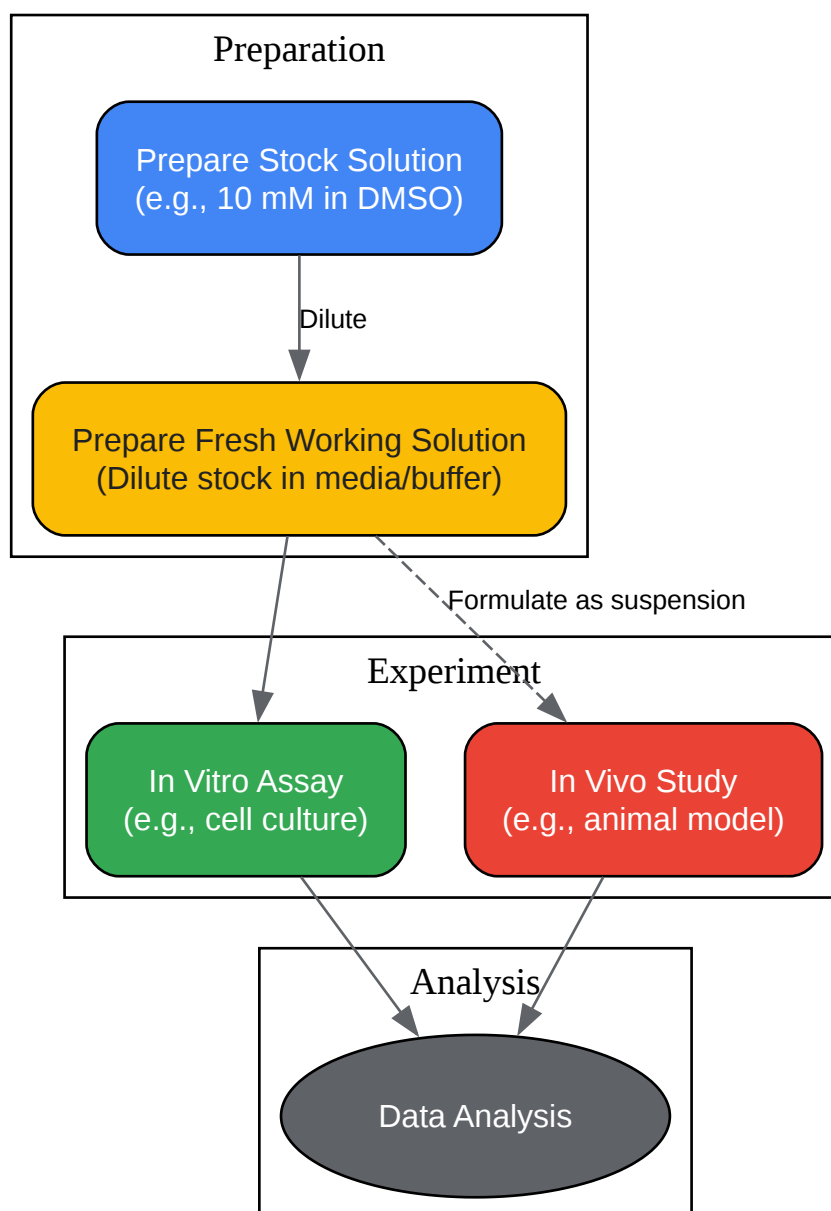 Preparation
Prepare Stock Solution
(e.g., 10 mM in DMSO)
Dilute
Prepare Fresh Working Solution
(Dilute stock in media/buffer)
Formulate as suspension
Experiment
In Vitro Assay
(e.g., cell culture)
In Vivo Study
(e.g., animal model)
Analysis
Data Analysis